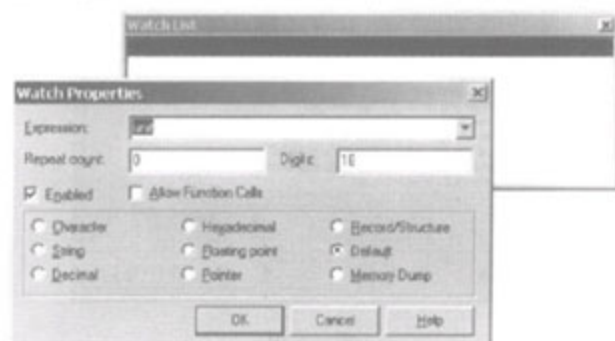 Watch List
Watch Properties
Expression:
Repeat count: 0 Digits: 18
Enabled Allow Function Calls
Character Hexadecimal Record/Structure
String Floating point Default
Decimal Pointer Memory Dump
OK Cancel Help